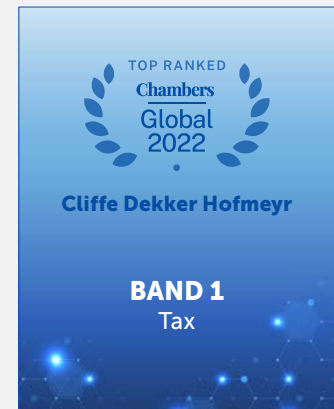 TOP RANKED
Chambers
Global
2022
Cliffe Dekker Hofmeyr
BAND 1
Tax